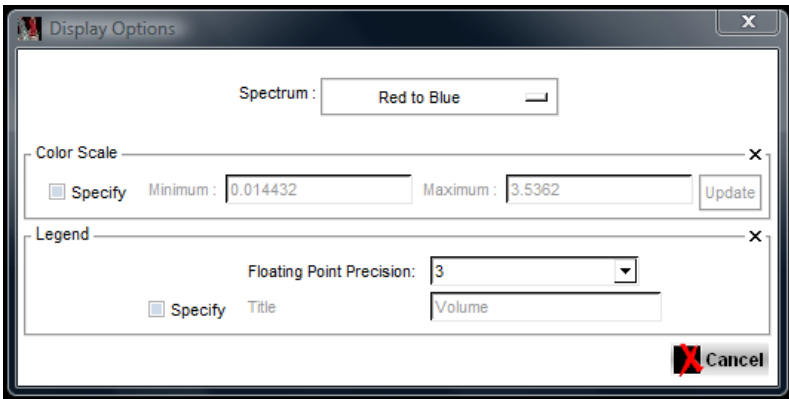 Display Options
Spectrum : Red to Blue
Color Scale
Specify Minimum : 0.014432 Maximum : 3.5362 Update
Legend
Floating Point Precision: 3
Specify Title Volume
Cancel